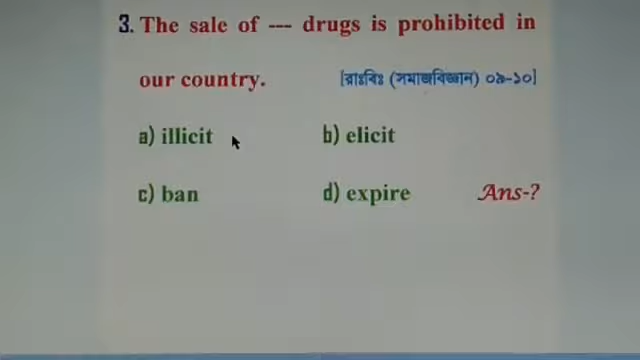 3. The sale of --- drugs is prohibited in
our country. [রাঃবিঃ (সমাজবিজ্ঞান) ০৯-১০]
a) illicit b) elicit
c) ban d) expire Ans-?